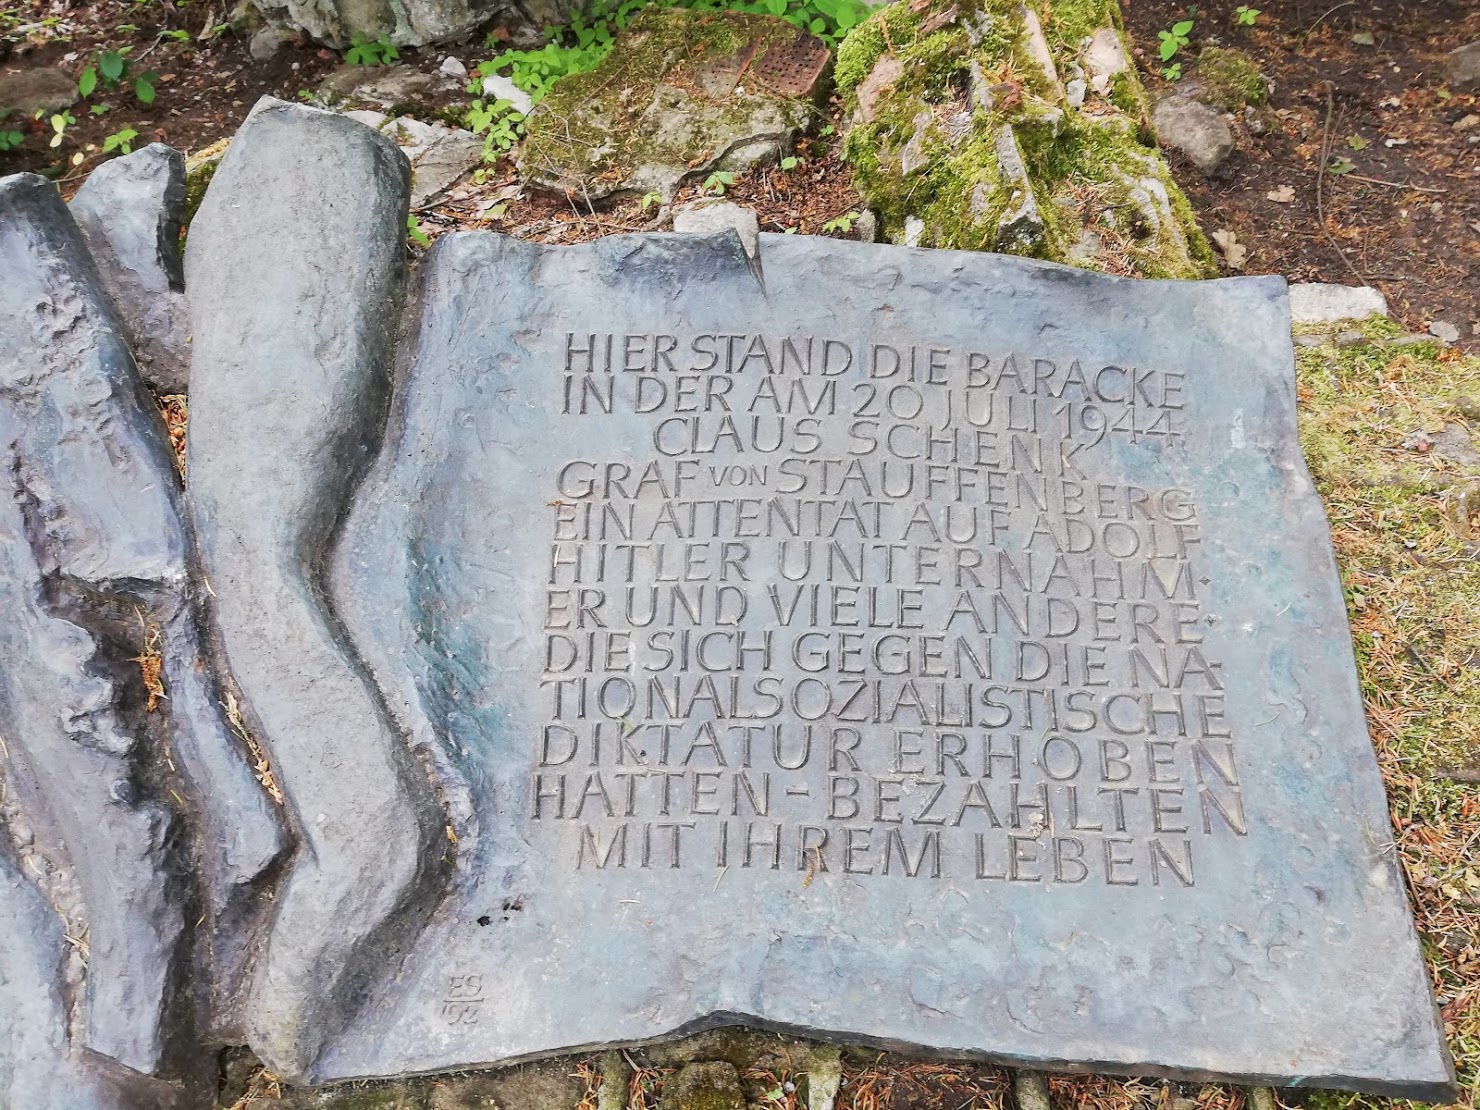 HIER STAND DIE BARACKE
IN DER AM 20 JULI 1944
CLAUS SCHENK
GRAF VON STAUFFENBERG
EIN ATTENTAT AUF ADOLF
HITLER UNTERNAHM·
ER UND VIELE ANDERE
DIE SICH GEGEN DIE NA-
TIONALSOZIALISTISCHE
DIKTATUR ERHOBEN
HATTEN - BEZAHLTEN
MIT IHREM LEBEN
ES
'92